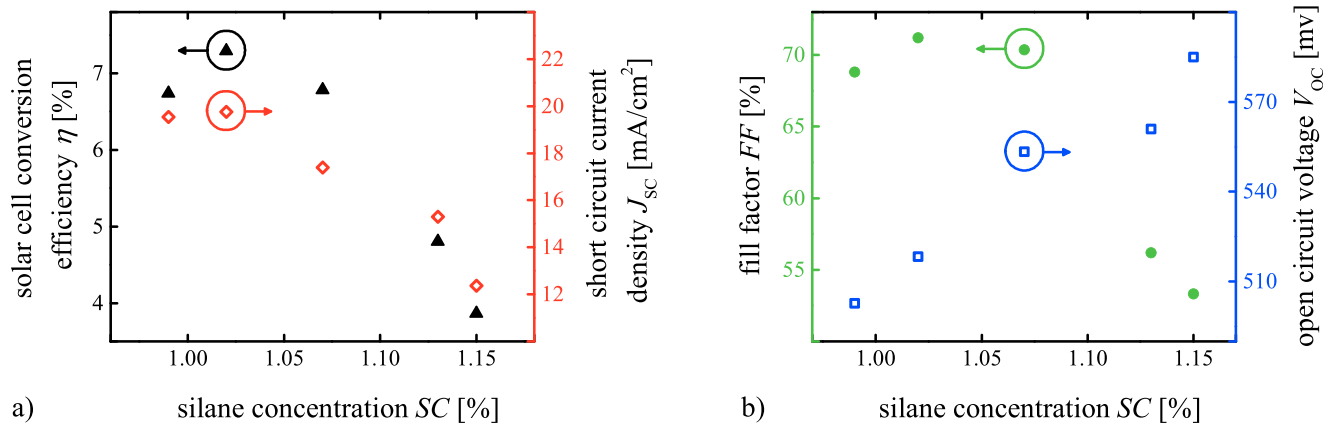 solar cell conversion
efficiency η [%]
7
6
5
4
22
20
18
16
14
12
short circuit current
density J_SC [mA/cm²]
1.00
1.05
1.10
1.15
silane concentration SC [%]
a)
fill factor FF [%]
70
65
60
55
570
540
510
open circuit voltage V_OC [mv]
1.00
1.05
1.10
1.15
silane concentration SC [%]
b)